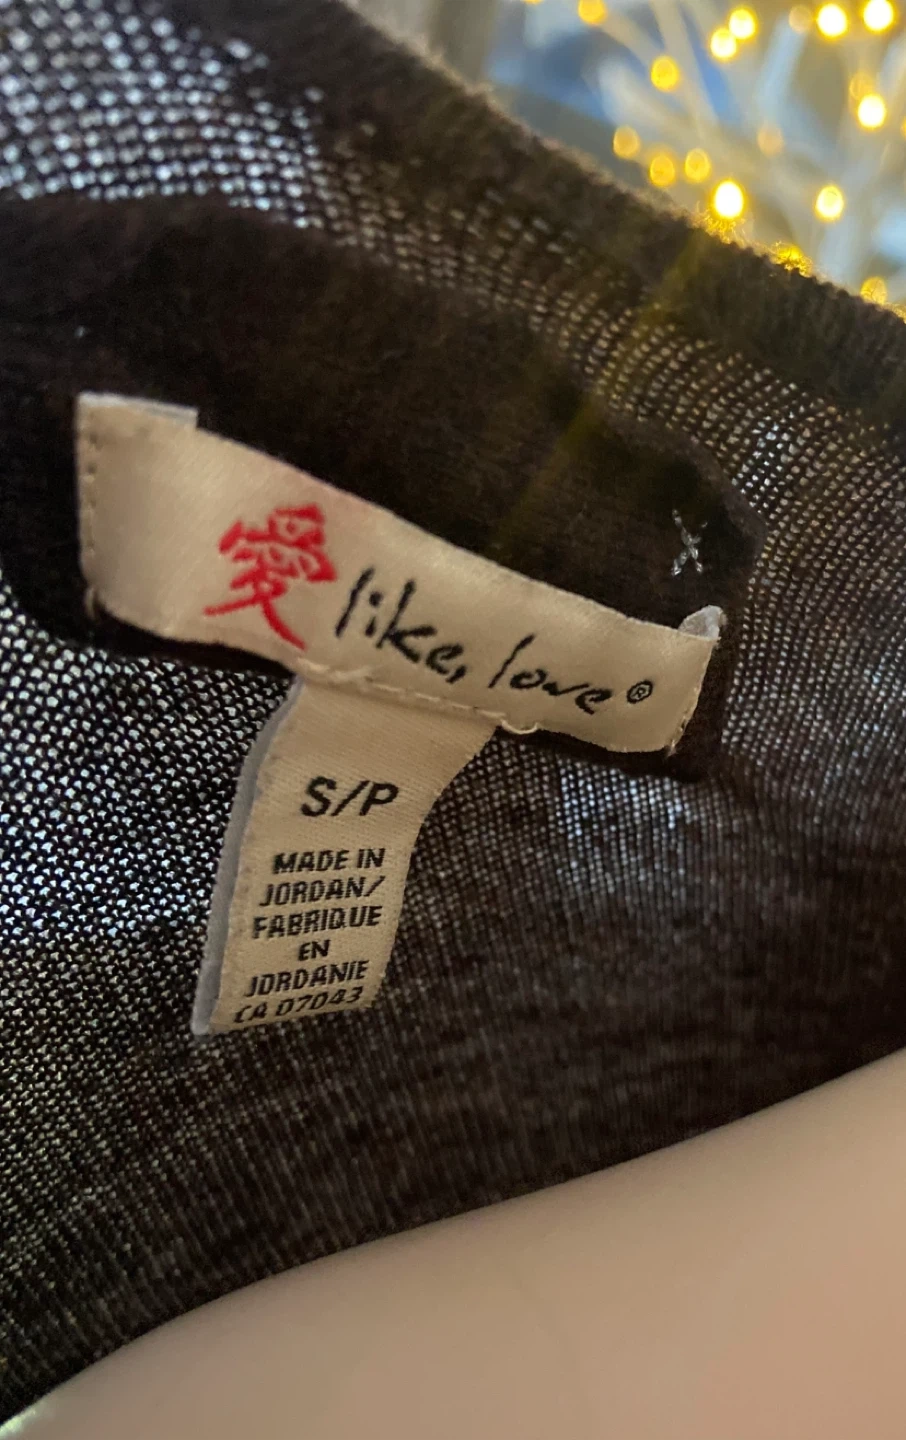 愛 like, love®
S/P
MADE IN
JORDAN/
FABRIQUE
EN
JORDANIE
CA 07043